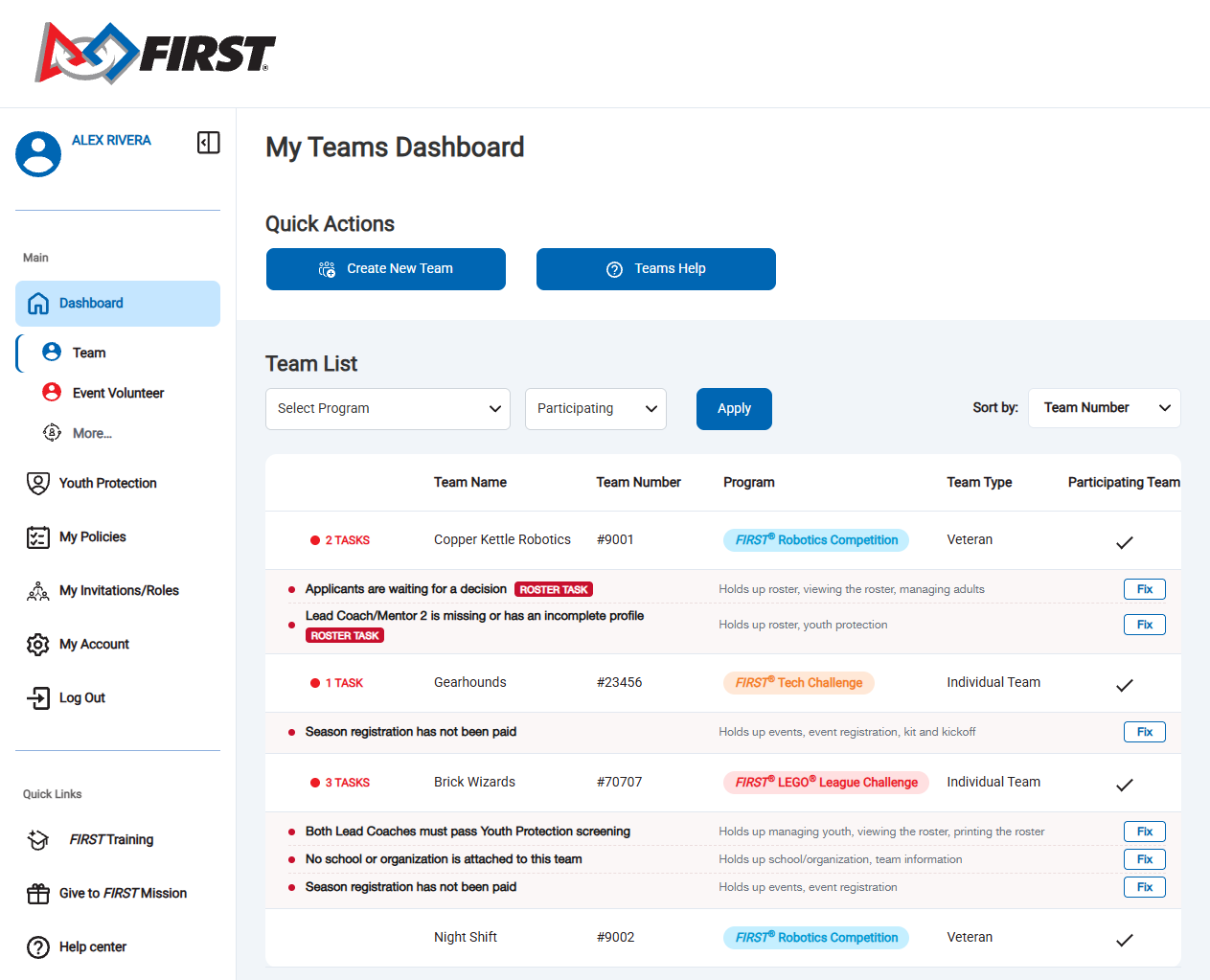 FIRST®
ALEX RIVERA
Main
Dashboard
Team
Event Volunteer
More...
Youth Protection
My Policies
My Invitations/Roles
My Account
Log Out
Quick Links
FIRST Training
Give to FIRST Mission
Help center
My Teams Dashboard
Quick Actions
Create New Team
Teams Help
Team List
Select Program
Participating
Apply
Sort by: Team Number
Team Name Team Number Program Team Type Participating Team
2 TASKS Copper Kettle Robotics #9001 FIRST® Robotics Competition Veteran
Applicants are waiting for a decision ROSTER TASK Holds up roster, viewing the roster, managing adults Fix
Lead Coach/Mentor 2 is missing or has an incomplete profile
ROSTER TASK Holds up roster, youth protection Fix
1 TASK Gearhounds #23456 FIRST® Tech Challenge Individual Team
Season registration has not been paid Holds up events, event registration, kit and kickoff Fix
3 TASKS Brick Wizards #70707 FIRST® LEGO® League Challenge Individual Team
Both Lead Coaches must pass Youth Protection screening Holds up managing youth, viewing the roster, printing the roster Fix
No school or organization is attached to this team Holds up school/organization, team information Fix
Season registration has not been paid Holds up events, event registration Fix
Night Shift #9002 FIRST® Robotics Competition Veteran